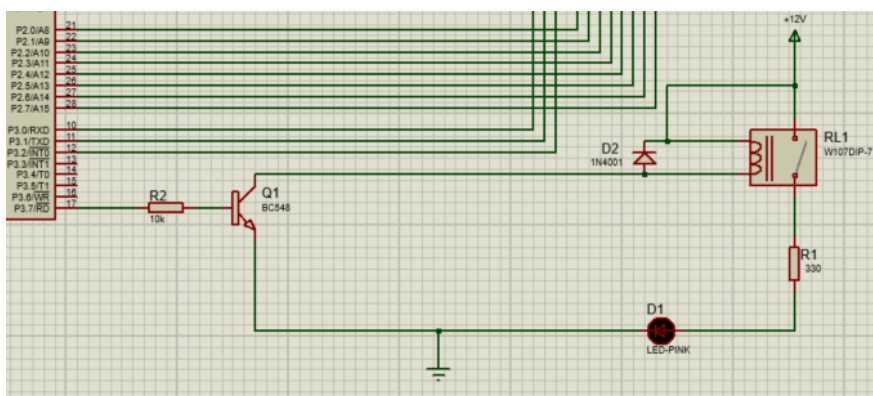 P2.0/A8 21
P2.1/A9 22
P2.2/A10 23
P2.3/A11 24
P2.4/A12 25
P2.5/A13 26
P2.6/A14 27
P2.7/A15 28
P3.0/RXD 10
P3.1/TXD 11
P3.2/INT0 12
P3.3/INT1 13
P3.4/T0 14
P3.5/T1 15
P3.6/WR 16
P3.7/RD 17
R2
10k
Q1
BC548
D2
1N4001
+12V
RL1
W107DIP-7
R1
330
D1
LED-PINK